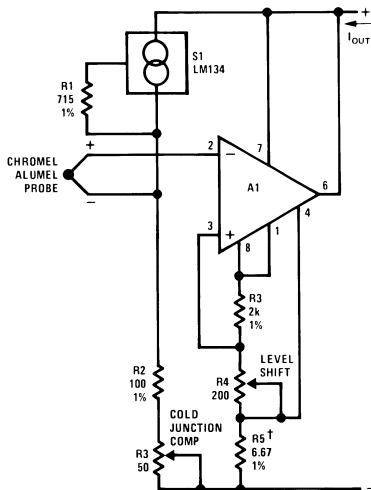 +
I OUT
S1
LM134
R1
715
1%
+
CHROMEL
ALUMEL
PROBE
−
2
−
7
A1
6
4
3
+
8
1
R3
2k
1%
LEVEL
SHIFT
R4
200
R2
100
1%
COLD
JUNCTION
COMP
R3
50
R5†
6.67
1%
−